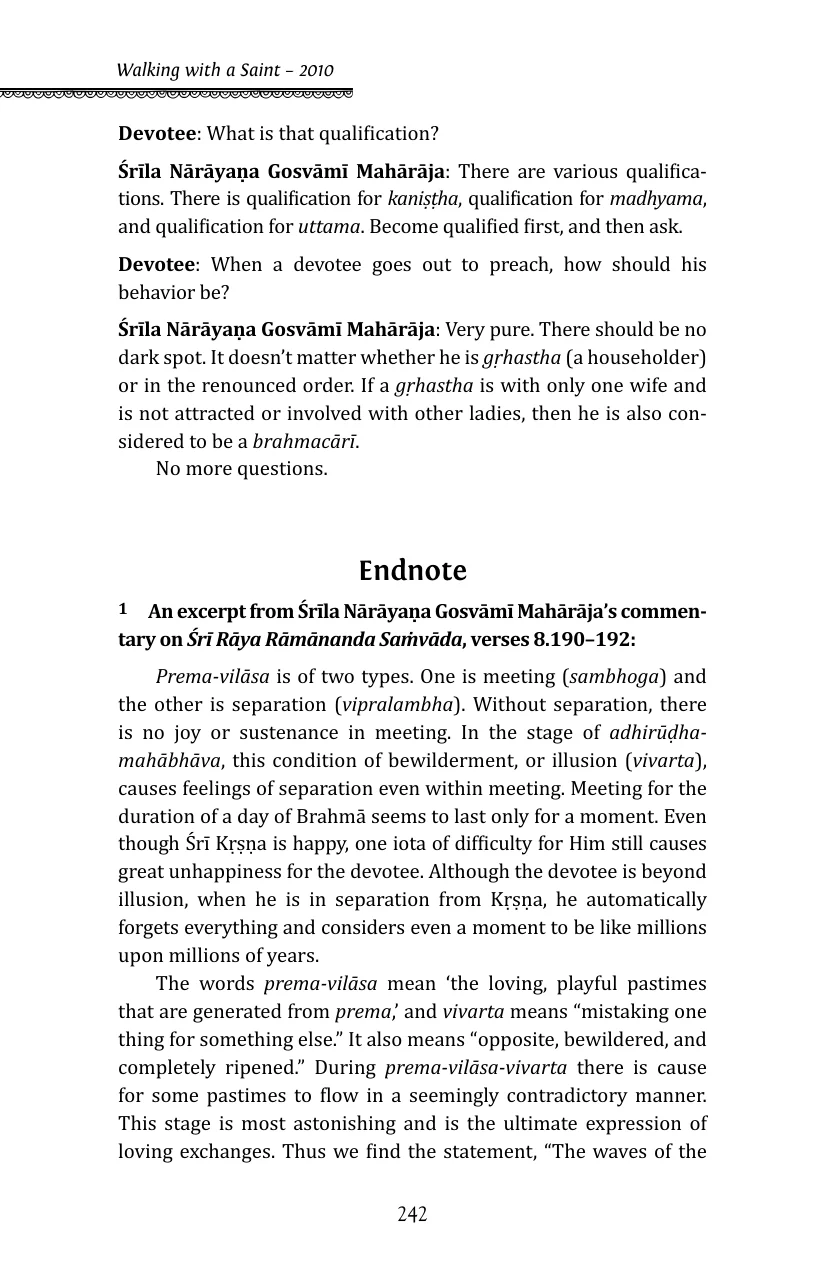 Walking with a Saint – 2010
Devotee: What is that qualification?
Śrīla Nārāyaṇa Gosvāmī Mahārāja: There are various qualifica-
tions. There is qualification for kaniṣṭha, qualification for madhyama,
and qualification for uttama. Become qualified first, and then ask.
Devotee: When a devotee goes out to preach, how should his
behavior be?
Śrīla Nārāyaṇa Gosvāmī Mahārāja: Very pure. There should be no
dark spot. It doesn’t matter whether he is gṛhastha (a householder)
or in the renounced order. If a gṛhastha is with only one wife and
is not attracted or involved with other ladies, then he is also con-
sidered to be a brahmacārī.
No more questions.
Endnote
1 An excerpt from Śrīla Nārāyaṇa Gosvāmī Mahārāja’s commen-
tary on Śrī Rāya Rāmānanda Saṁvāda, verses 8.190–192:
Prema-vilāsa is of two types. One is meeting (sambhoga) and
the other is separation (vipralambha). Without separation, there
is no joy or sustenance in meeting. In the stage of adhirūḍha-
mahābhāva, this condition of bewilderment, or illusion (vivarta),
causes feelings of separation even within meeting. Meeting for the
duration of a day of Brahmā seems to last only for a moment. Even
though Śrī Kṛṣṇa is happy, one iota of difficulty for Him still causes
great unhappiness for the devotee. Although the devotee is beyond
illusion, when he is in separation from Kṛṣṇa, he automatically
forgets everything and considers even a moment to be like millions
upon millions of years.
The words prema-vilāsa mean ‘the loving, playful pastimes
that are generated from prema,’ and vivarta means “mistaking one
thing for something else.” It also means “opposite, bewildered, and
completely ripened.” During prema-vilāsa-vivarta there is cause
for some pastimes to flow in a seemingly contradictory manner.
This stage is most astonishing and is the ultimate expression of
loving exchanges. Thus we find the statement, “The waves of the
242